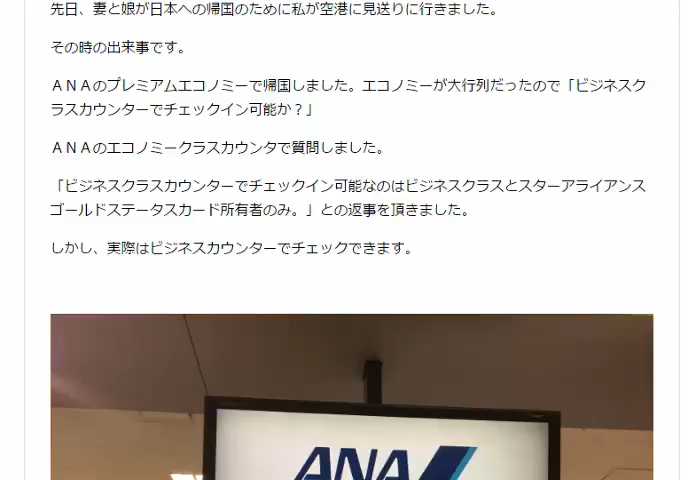 先日、妻と娘が日本への帰国のために私が空港に見送りに行きました。
その時の出来事です。
ＡＮＡのプレミアムエコノミーで帰国しました。エコノミーが大行列だったので「ビジネスク
ラスカウンターでチェックイン可能か？」
ＡＮＡのエコノミークラスカウンタで質問しました。
「ビジネスクラスカウンターでチェックイン可能なのはビジネスクラスとスターアライアンス
ゴールドステータスカード所有者のみ。」との返事を頂きました。
しかし、実際はビジネスカウンターでチェックできます。
ANA